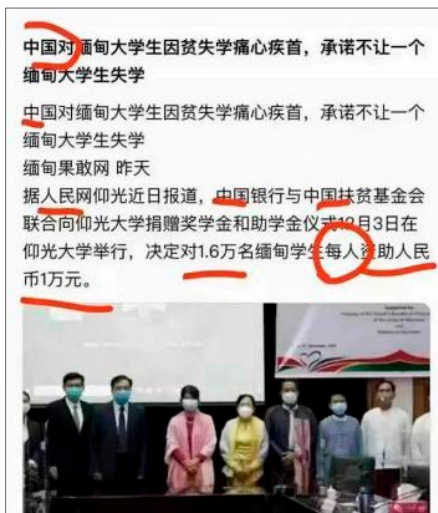 中国对缅甸大学生因贫失学痛心疾首，承诺不让一个
缅甸大学生失学
中国对缅甸大学生因贫失学痛心疾首，承诺不让一个
缅甸大学生失学
缅甸果敢网 昨天
据人民网仰光近日报道，中国银行与中国扶贫基金会
联合向仰光大学捐赠奖学金和助学金仪式12月3日在
仰光大学举行，决定对1.6万名缅甸学生每人资助人民
币1万元。